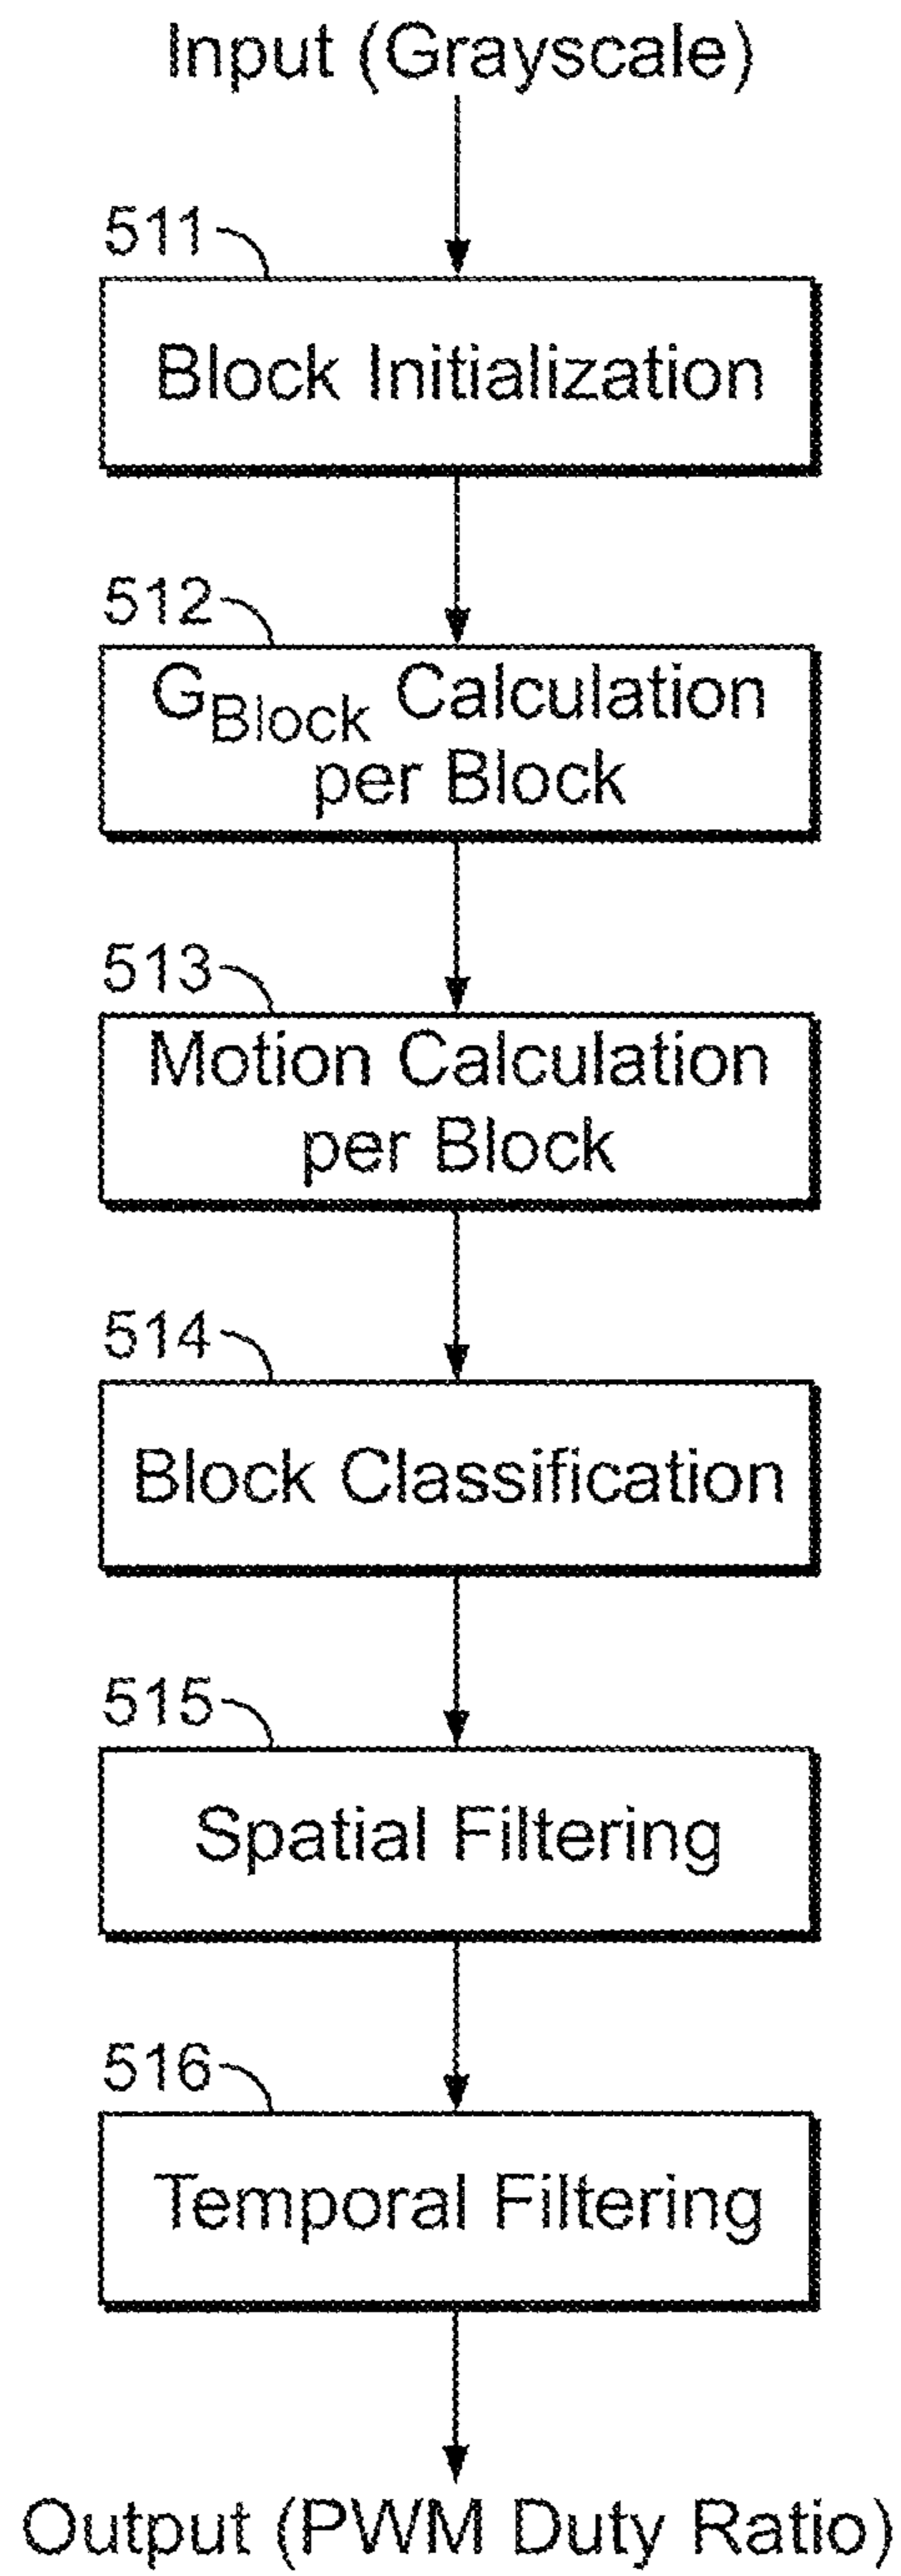 Input (Grayscale)
511
Block Initialization
512
GBlock Calculation
per Block
513
Motion Calculation
per Block
514
Block Classification
515
Spatial Filtering
516
Temporal Filtering
Output (PWM Duty Ratio)